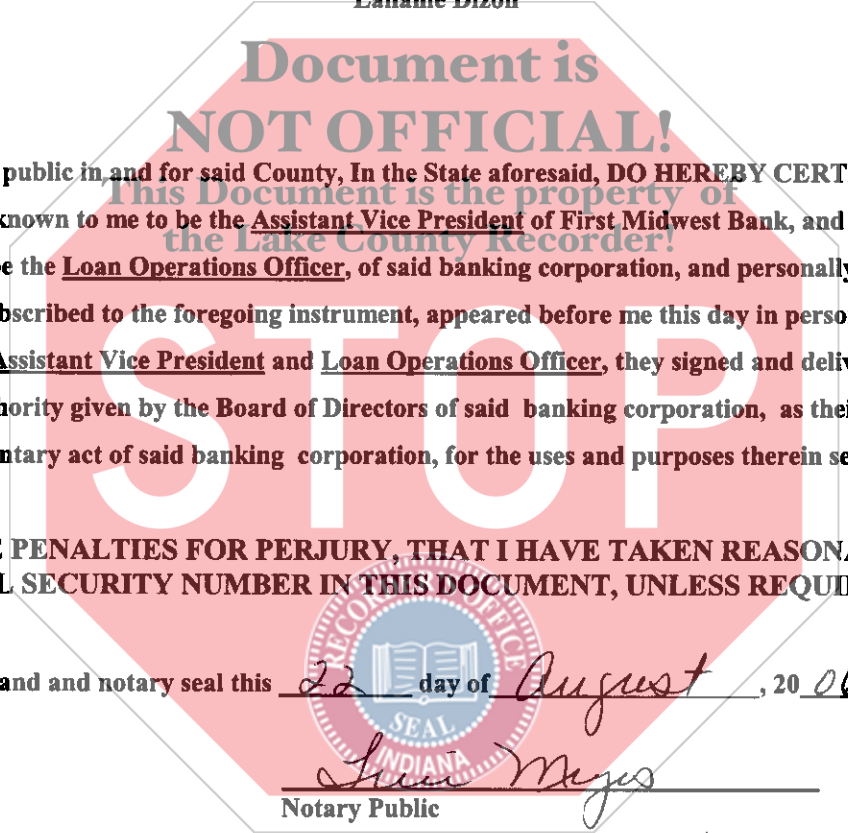 Document is
NOT OFFICIAL!
public in and for said County, In the State aforesaid, DO HEREBY CERT
This Document is the property of
known to me to be the Assistant Vice President of First Midwest Bank, and
the Lake County Recorder!
e the Loan Operations Officer, of said banking corporation, and personally
bscribed to the foregoing instrument, appeared before me this day in perso
Assistant Vice President and Loan Operations Officer, they signed and deliv
hority given by the Board of Directors of said banking corporation, as thei
ntary act of said banking corporation, for the uses and purposes therein se
STOP
E PENALTIES FOR PERJURY, THAT I HAVE TAKEN REASONA
L SECURITY NUMBER IN THIS DOCUMENT, UNLESS REQUI
RECORDER'S OFFICE
and and notary seal this 22 day of August, 20 06
SEAL
INDIANA
Notary Public